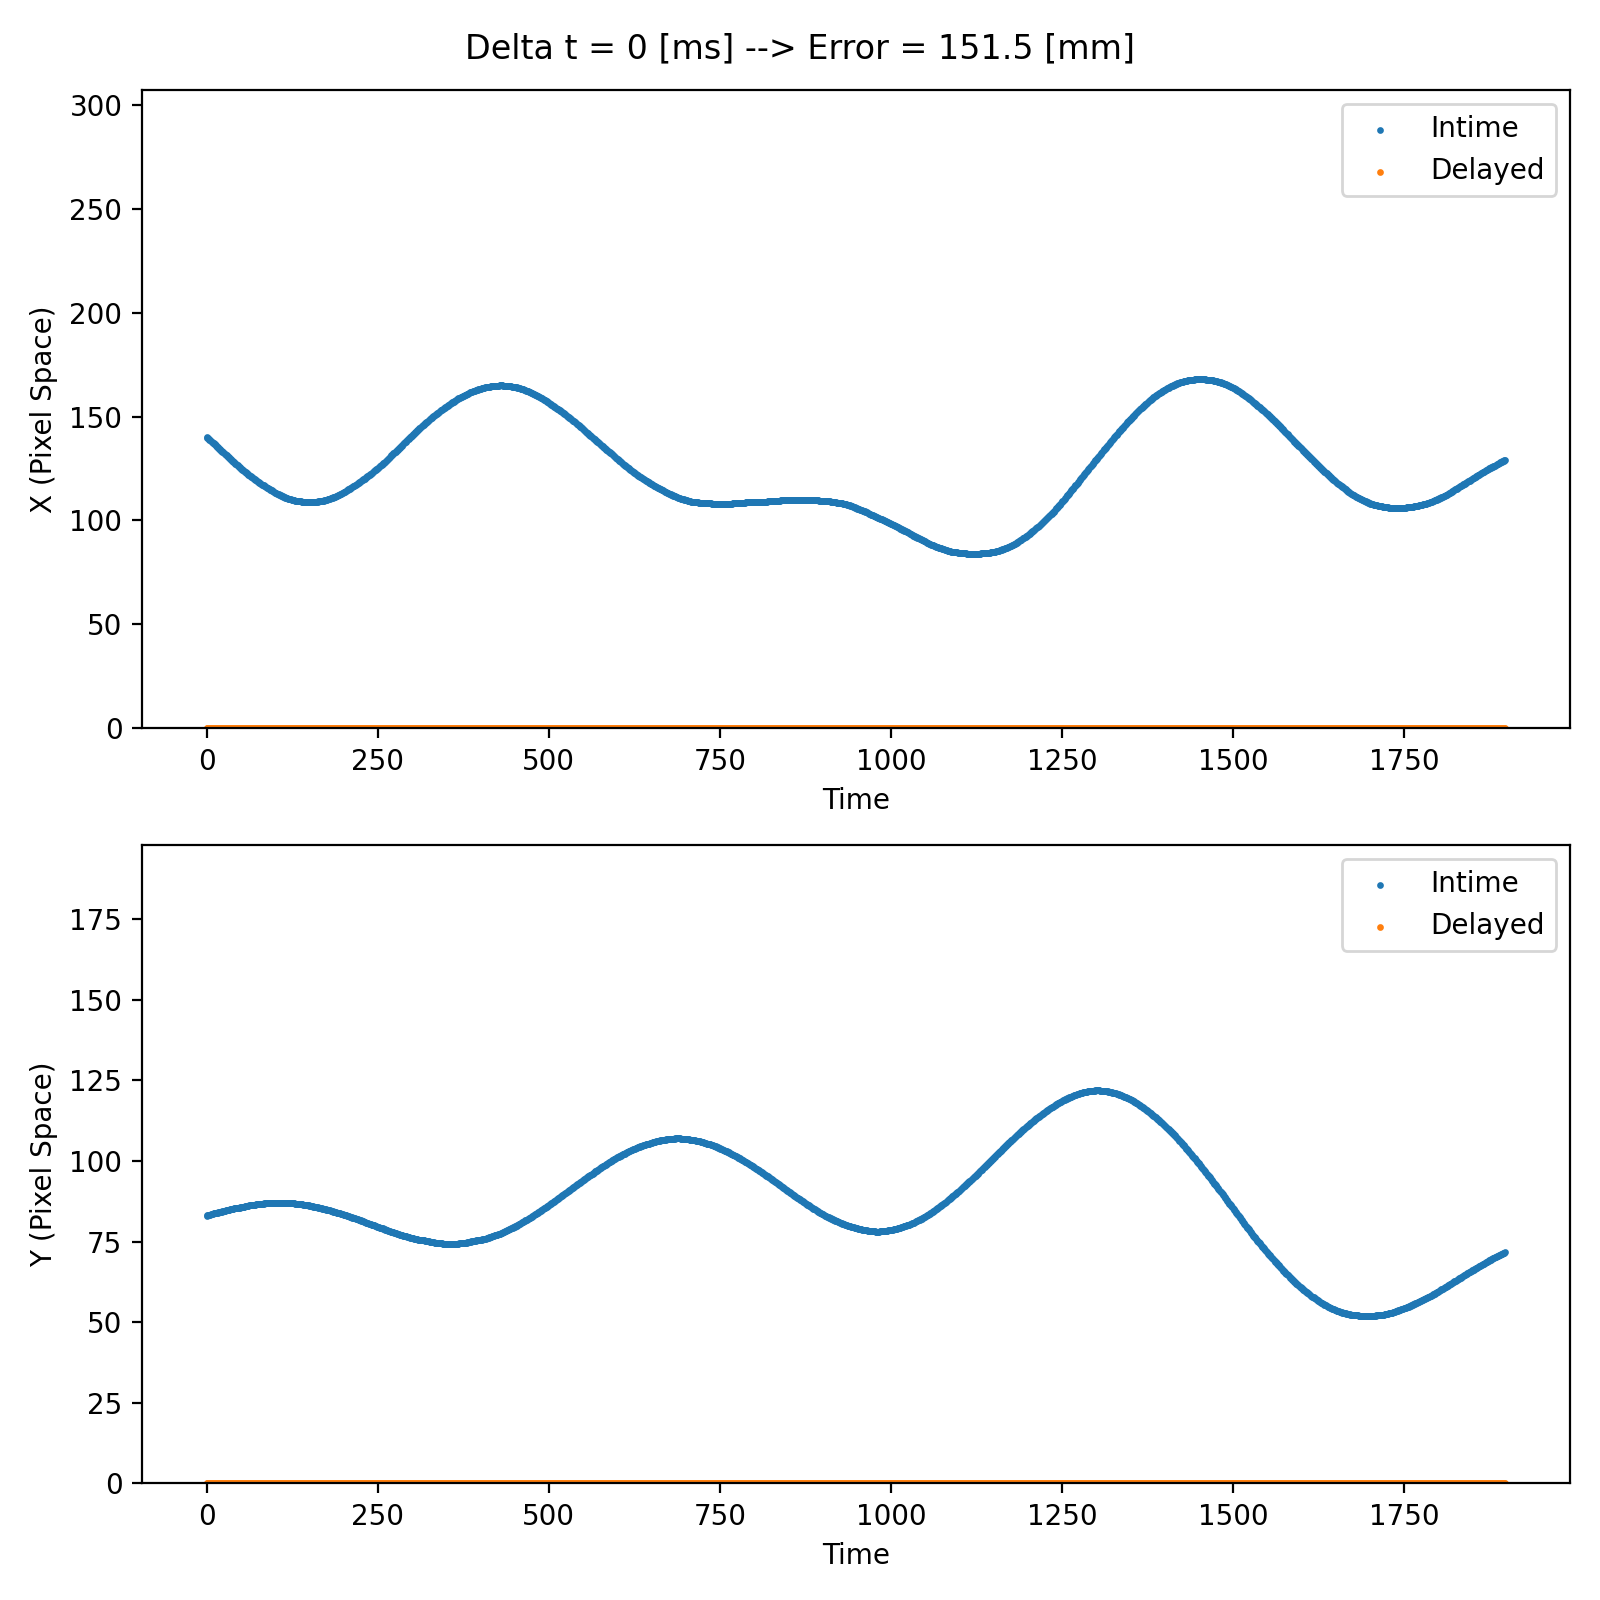 Delta t = 0 [ms] --> Error = 151.5 [mm]
300
250
200
150
100
50
0
X (Pixel Space)
Intime
Delayed
0 250 500 750 1000 1250 1500 1750
Time
175
150
125
100
75
50
25
0
Y (Pixel Space)
Intime
Delayed
0 250 500 750 1000 1250 1500 1750
Time